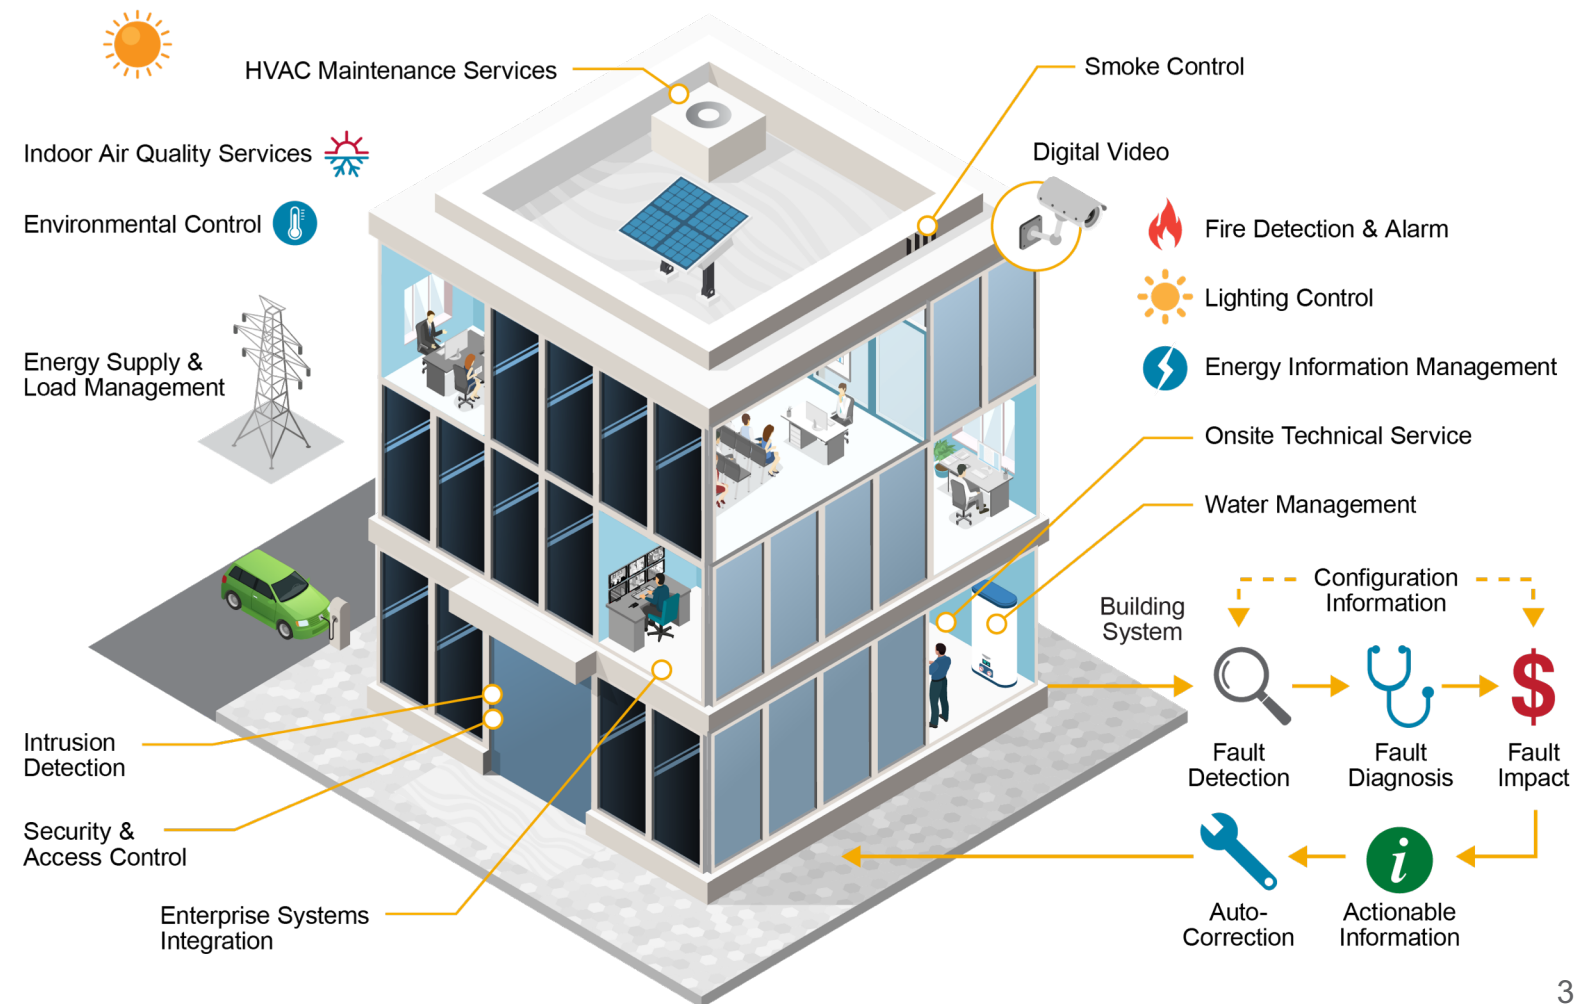 HVAC Maintenance Services
Smoke Control
Indoor Air Quality Services
Digital Video
Environmental Control
Fire Detection & Alarm
Lighting Control
Energy Supply &
Load Management
Energy Information Management
Onsite Technical Service
Water Management
Configuration
Information
Building
System
$
Fault
Detection
Fault
Diagnosis
Fault
Impact
Intrusion
Detection
Security &
Access Control
i
Enterprise Systems
Integration
Auto-
Correction
Actionable
Information
3